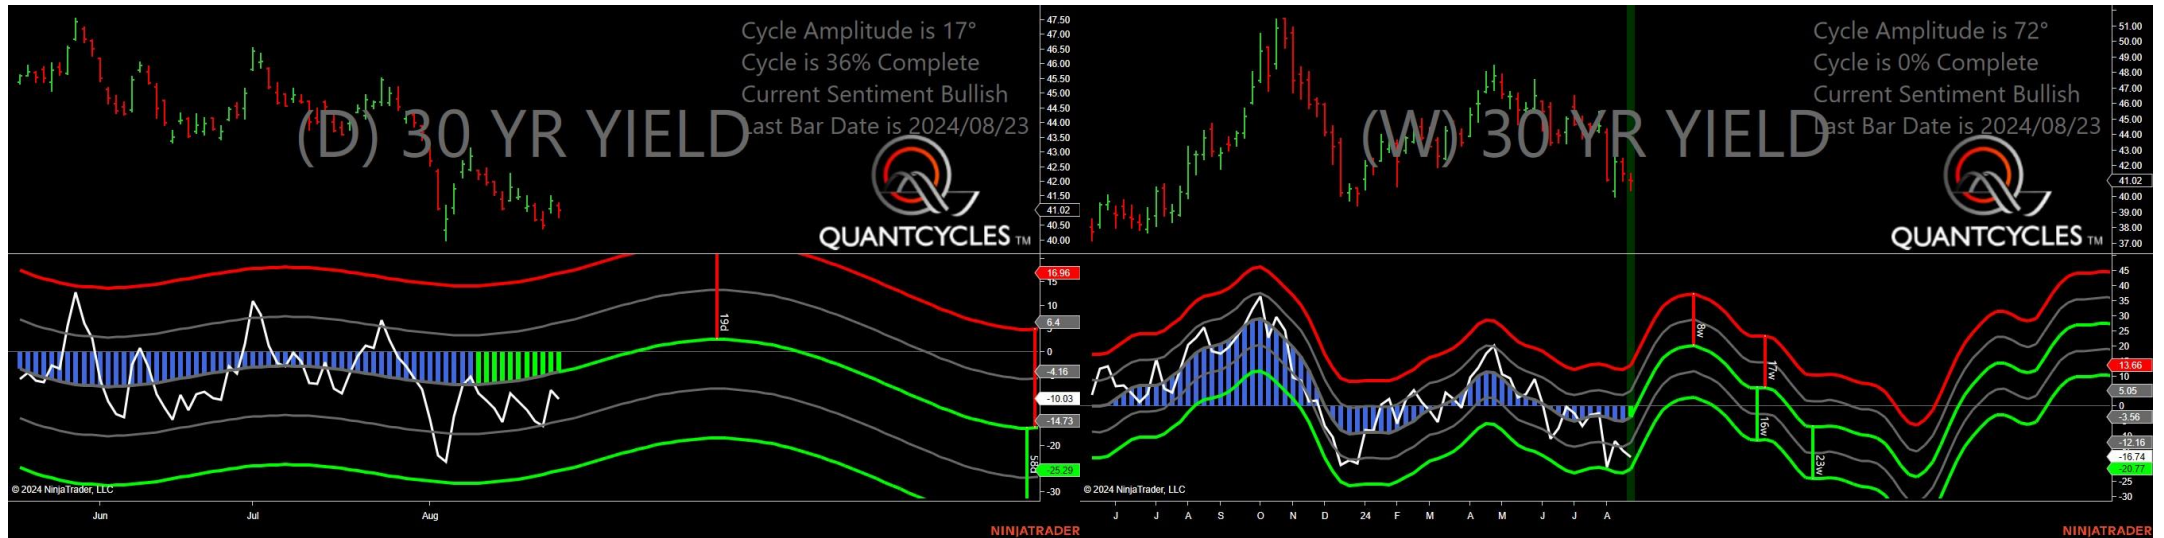 Cycle Amplitude is 17°
Cycle is 36% Complete
Current Sentiment Bullish
Last Bar Date is 2024/08/23
(D) 30 YR YIELD
QUANTCYCLES TM
47.50
47.00
46.50
46.00
45.50
45.00
44.50
44.00
43.50
43.00
42.50
42.00
41.50
41.02
40.50
40.00
16.96
15
10
6.4
0
-4.16
-10.03
-14.73
-20
-25.29
-30
19d
58d
© 2024 NinjaTrader, LLC
Jun
Jul
Aug
NINJATRADER
Cycle Amplitude is 72°
Cycle is 0% Complete
Current Sentiment Bullish
Last Bar Date is 2024/08/23
(W) 30 YR YIELD
QUANTCYCLES TM
51.00
50.00
49.00
48.00
47.00
46.00
45.00
44.00
43.00
42.00
41.02
40.00
39.00
38.00
37.00
45
40
35
30
25
20
13.66
10
5.05
0
-3.56
-12.16
-16.74
-20.77
-25
-30
8w
17w
16w
23w
© 2024 NinjaTrader, LLC
J J A S O N D 24 F M A M J J A
NINJATRADER